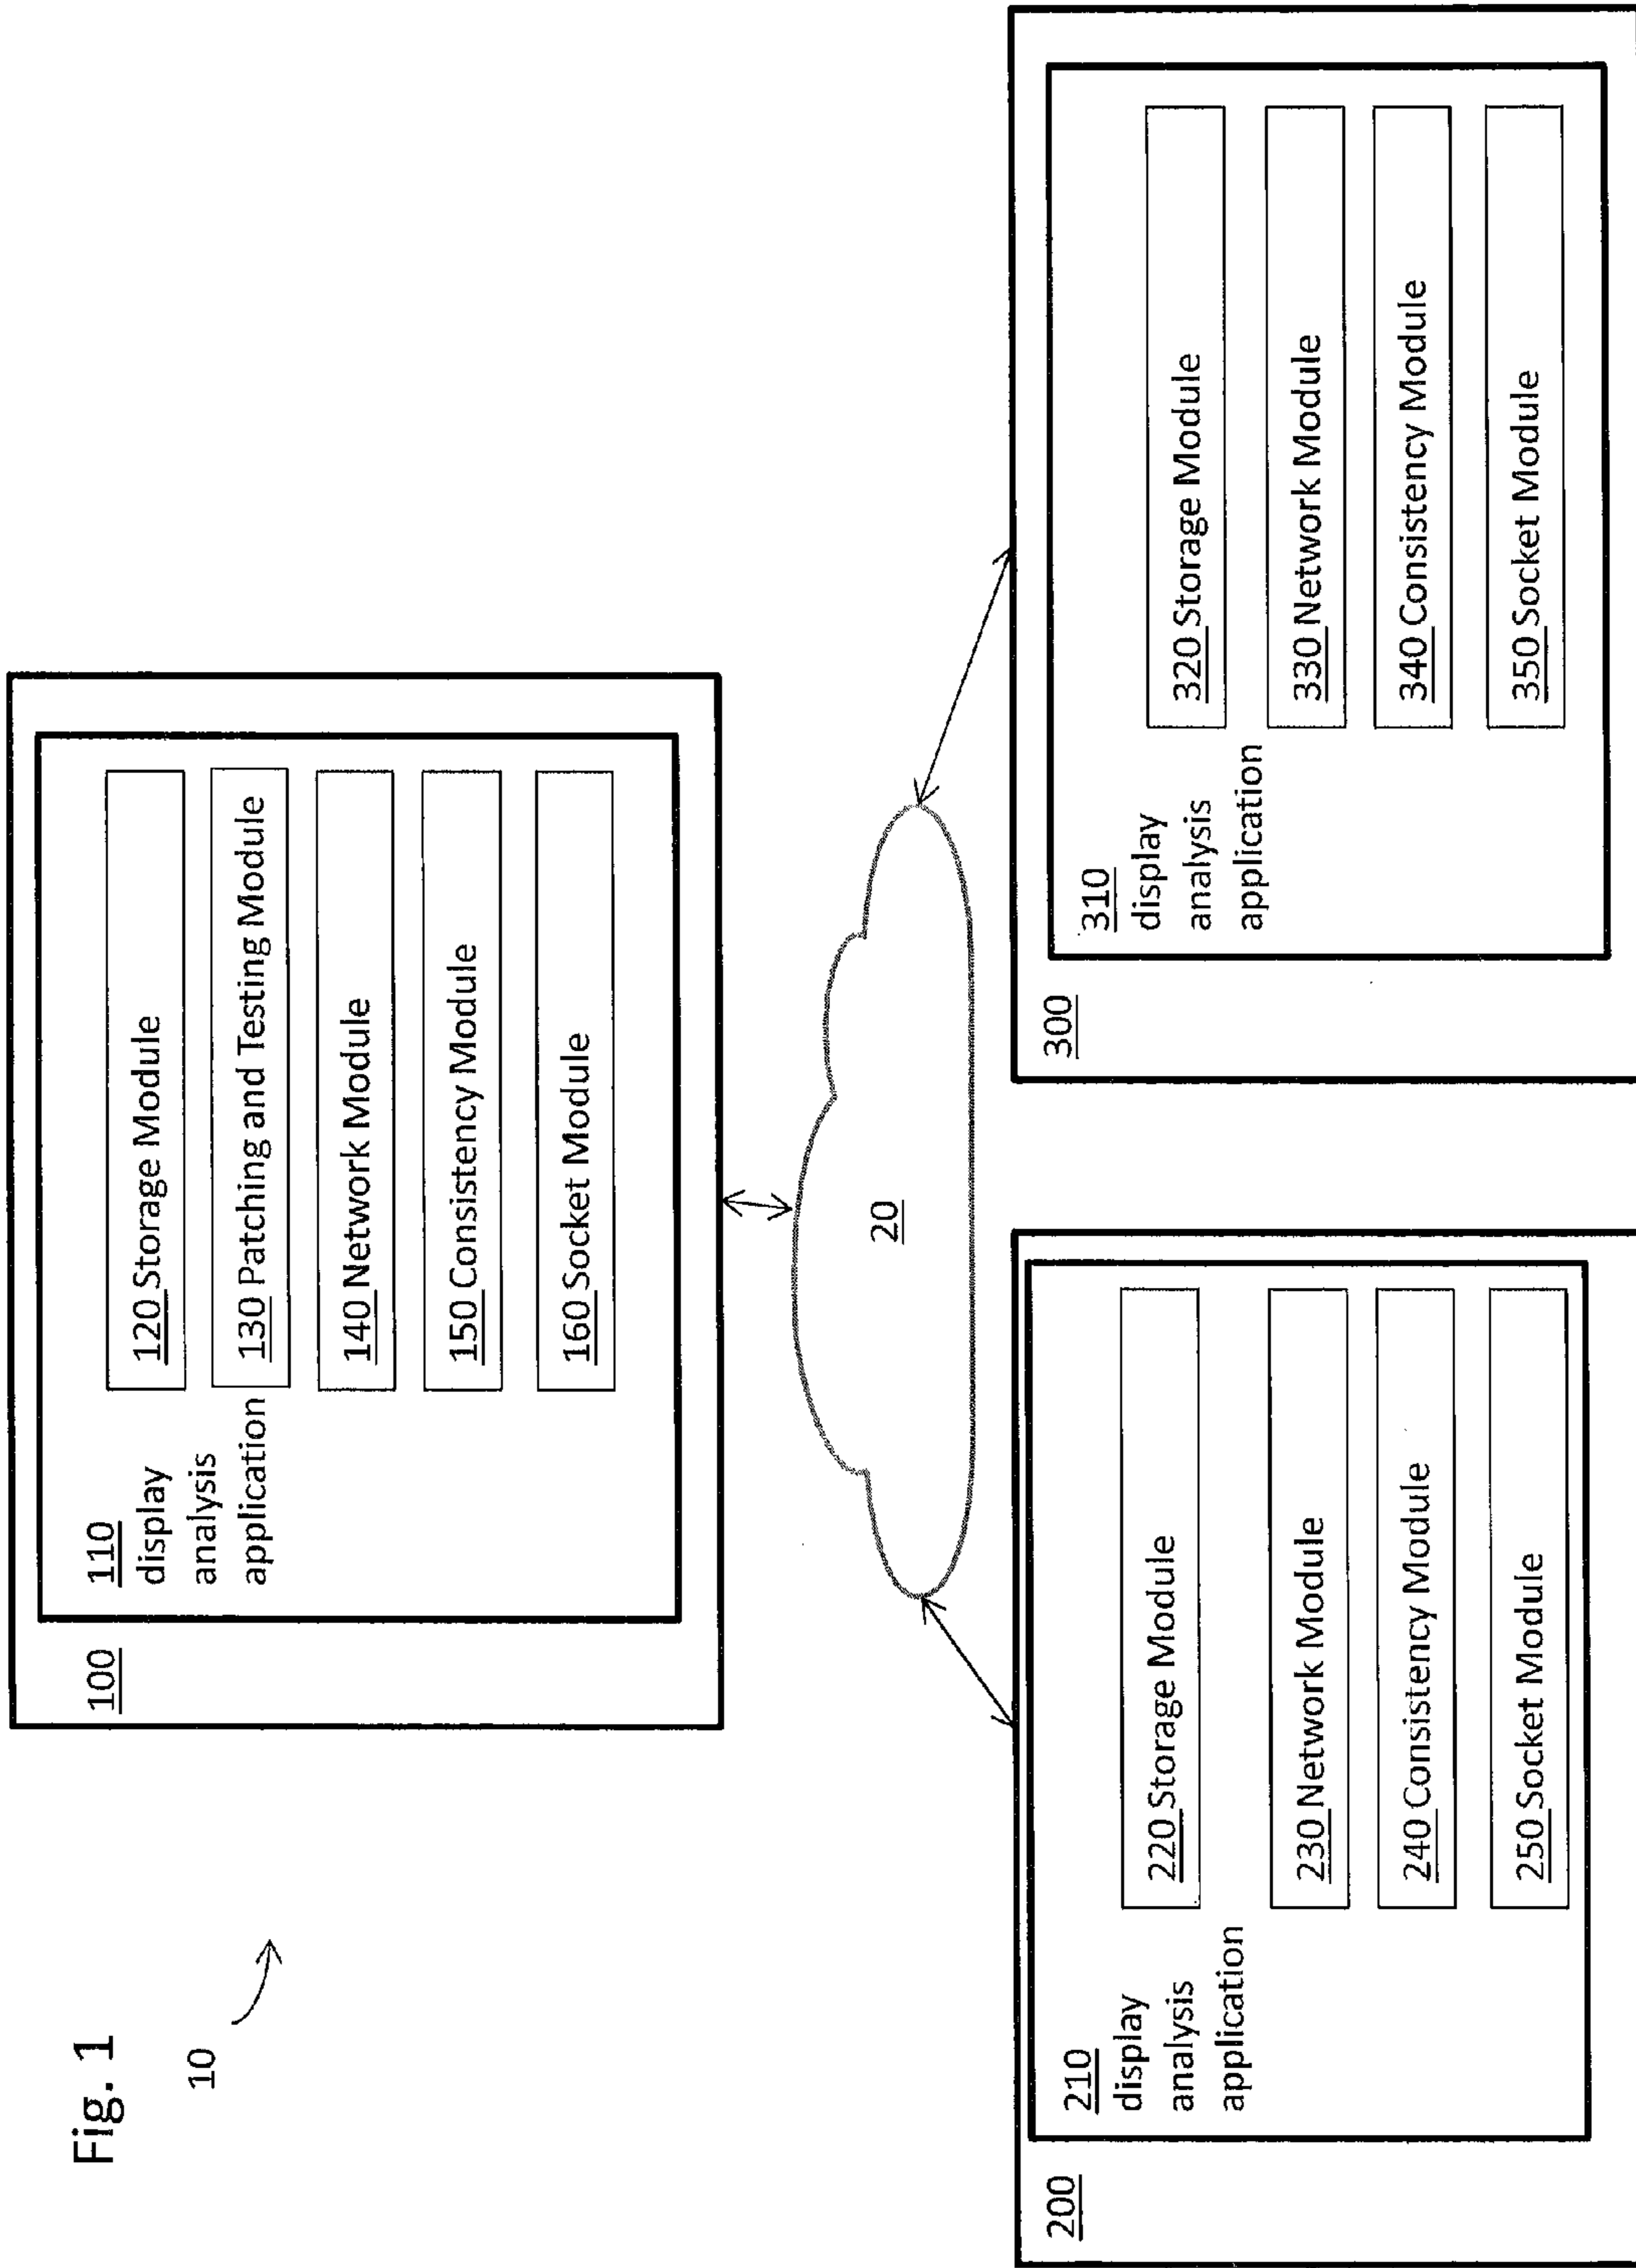 Fig. 1
10
100
110
display
analysis
application
120 Storage Module
130 Patching and Testing Module
140 Network Module
150 Consistency Module
160 Socket Module
20
200
210
display
analysis
application
220 Storage Module
230 Network Module
240 Consistency Module
250 Socket Module
300
310
display
analysis
application
320 Storage Module
330 Network Module
340 Consistency Module
350 Socket Module